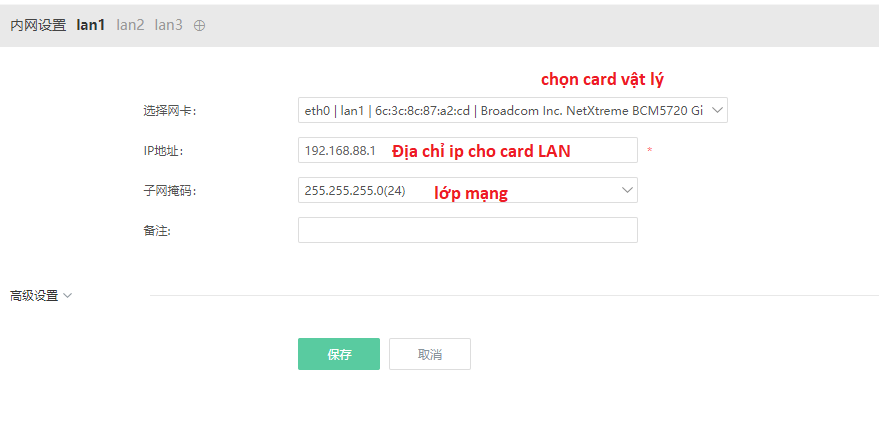 内网设置 lan1 lan2 lan3
chọn card vật lý
选择网卡： eth0 | lan1 | 6c:3c:8c:87:a2:cd | Broadcom Inc. NetXtreme BCM5720 Gi
IP地址： 192.168.88.1 Địa chỉ ip cho card LAN *
子网掩码： 255.255.255.0(24) lớp mạng
备注:
高级设置
保存 取消